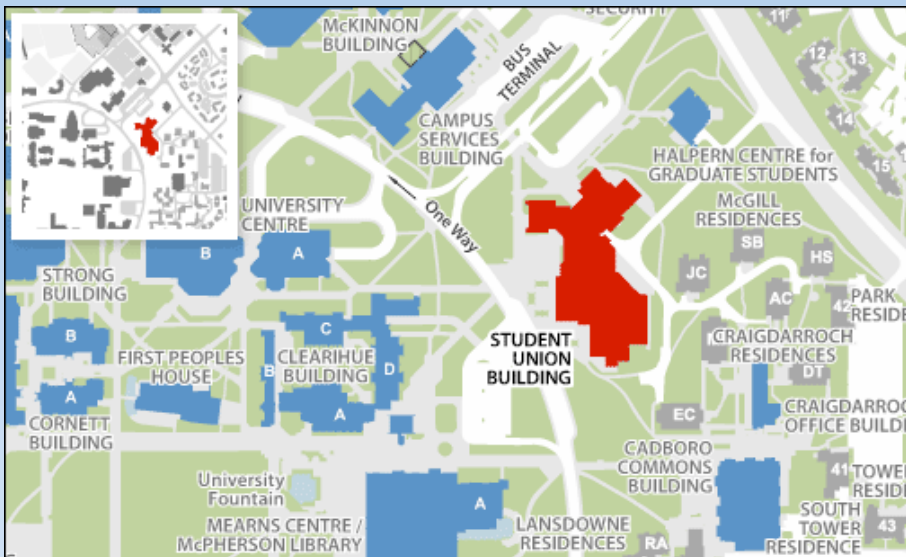 SECURITY
McKINNON
BUILDING
BUS
TERMINAL
11
12
13
14
15
CAMPUS
SERVICES
BUILDING
HALPERN CENTRE for
GRADUATE STUDENTS
McGILL
RESIDENCES
One Way
UNIVERSITY
CENTRE
B
A
SB
HS
JC
AC
42
PARK
STRONG
BUILDING
B
C
CLEARIHUE
BUILDING
B
D
A
FIRST PEOPLES
HOUSE
STUDENT
UNION
BUILDING
CRAIGDARROCH
RESIDENCES
DT
A
CORNETT
BUILDING
EC
CRAIGDARROC
OFFICE BUILD
CADBORO
COMMONS
BUILDING
41
TOWER
RESID
University
Fountain
A
MEARNS CENTRE /
McPHERSON LIBRARY
LANSDOWNE
RESIDENCES
RA
SOUTH
TOWER
RESIDENCE
43